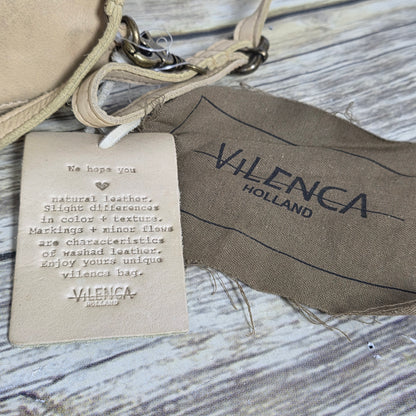 We hope you
♥
natural leather.
Slight differences
in color + texture.
Markings + minor flows
are characteristics
of washed leather.
Enjoy yours unique
vilenca bag.
ViLENCA
HOLLAND
ViLENCA
HOLLAND